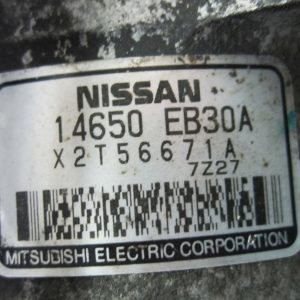 NISSAN
14650 EB30A
X2T56671A
7Z27
MITSUBISHI ELECTRIC CORPORATION